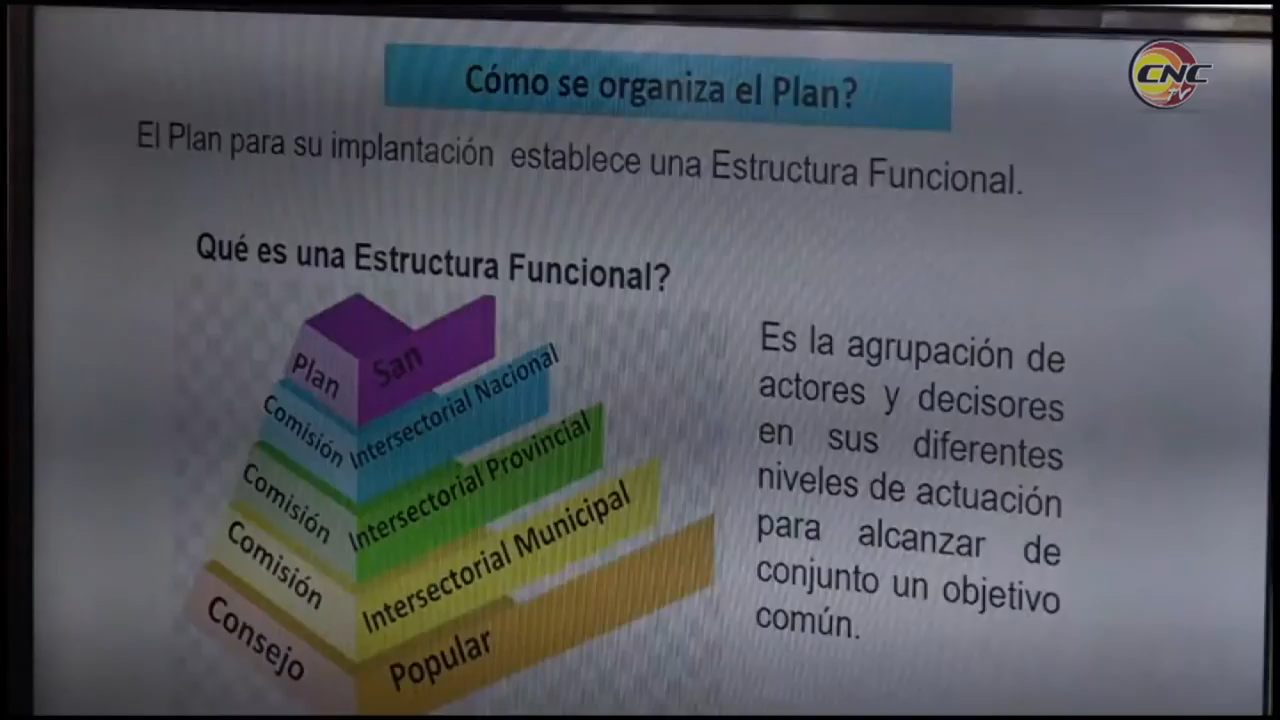 CNC
TV
Cómo se organiza el Plan?
El Plan para su implantación establece una Estructura Funcional.
Qué es una Estructura Funcional?
Plan San
Comisión Intersectorial Nacional
Comisión Intersectorial Provincial
Comisión Intersectorial Municipal
Consejo Popular
Es la agrupación de
actores y decisores
en sus diferentes
niveles de actuación
para alcanzar de
conjunto un objetivo
común.